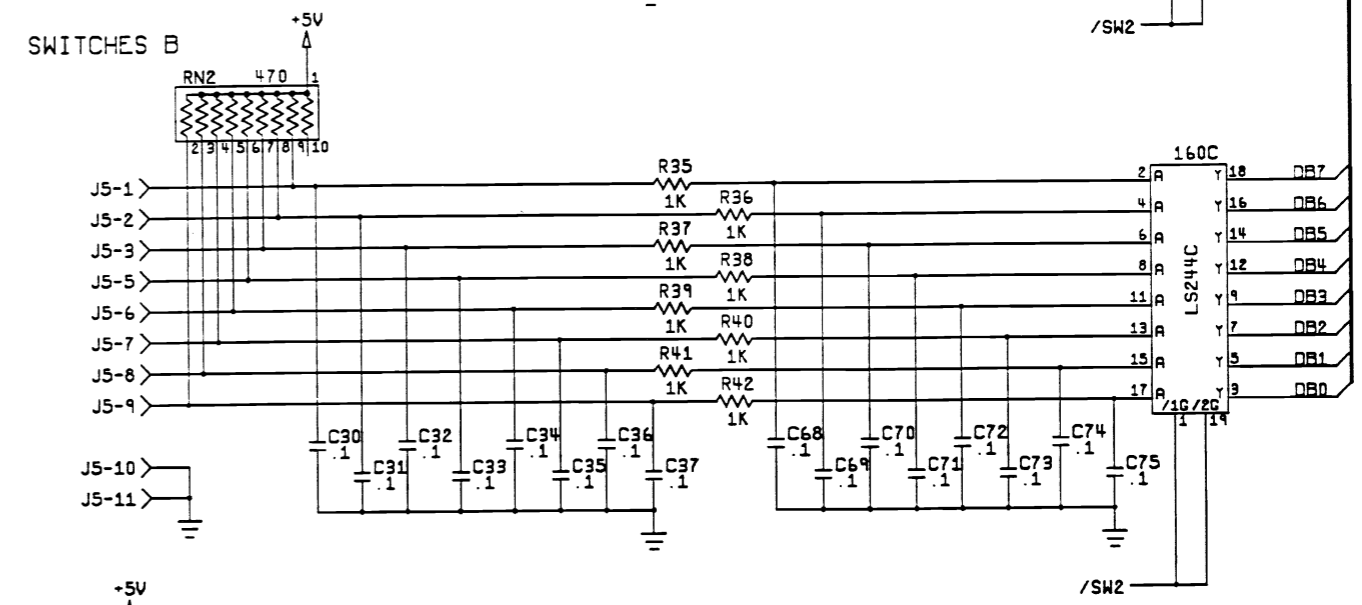 +5V
/SW2
SWITCHES B
RN2 470 1
2 3 4 5 6 7 8 9 10
160C
J5-1 R35 1K 2 A Y 18 DB7
J5-2 R36 1K 4 A Y 16 DB6
J5-3 R37 1K 6 A Y 14 DB5
J5-5 R38 1K 8 A Y 12 DB4
LS244C
J5-6 R39 1K 11 A Y 9 DB3
J5-7 R40 1K 13 A Y 7 DB2
J5-8 R41 1K 15 A Y 5 DB1
J5-9 R42 1K 17 A Y 3 DB0
/1G /2G
1 19
C30 .1 C32 .1 C34 .1 C36 .1 C68 .1 C70 .1 C72 .1 C74 .1
C31 .1 C33 .1 C35 .1 C37 .1 C69 .1 C71 .1 C73 .1 C75 .1
J5-10
J5-11
+5V
/SW2